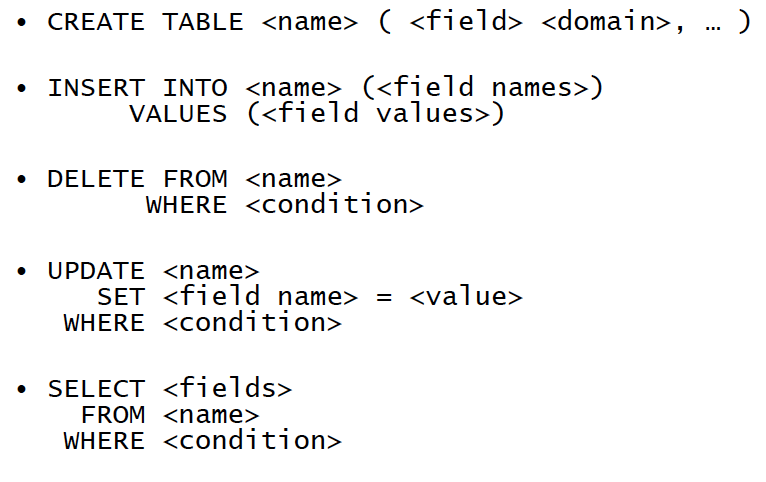 • CREATE TABLE <name> ( <field> <domain>, … )
• INSERT INTO <name> (<field names>)
VALUES (<field values>)
• DELETE FROM <name>
WHERE <condition>
• UPDATE <name>
SET <field name> = <value>
WHERE <condition>
• SELECT <fields>
FROM <name>
WHERE <condition>